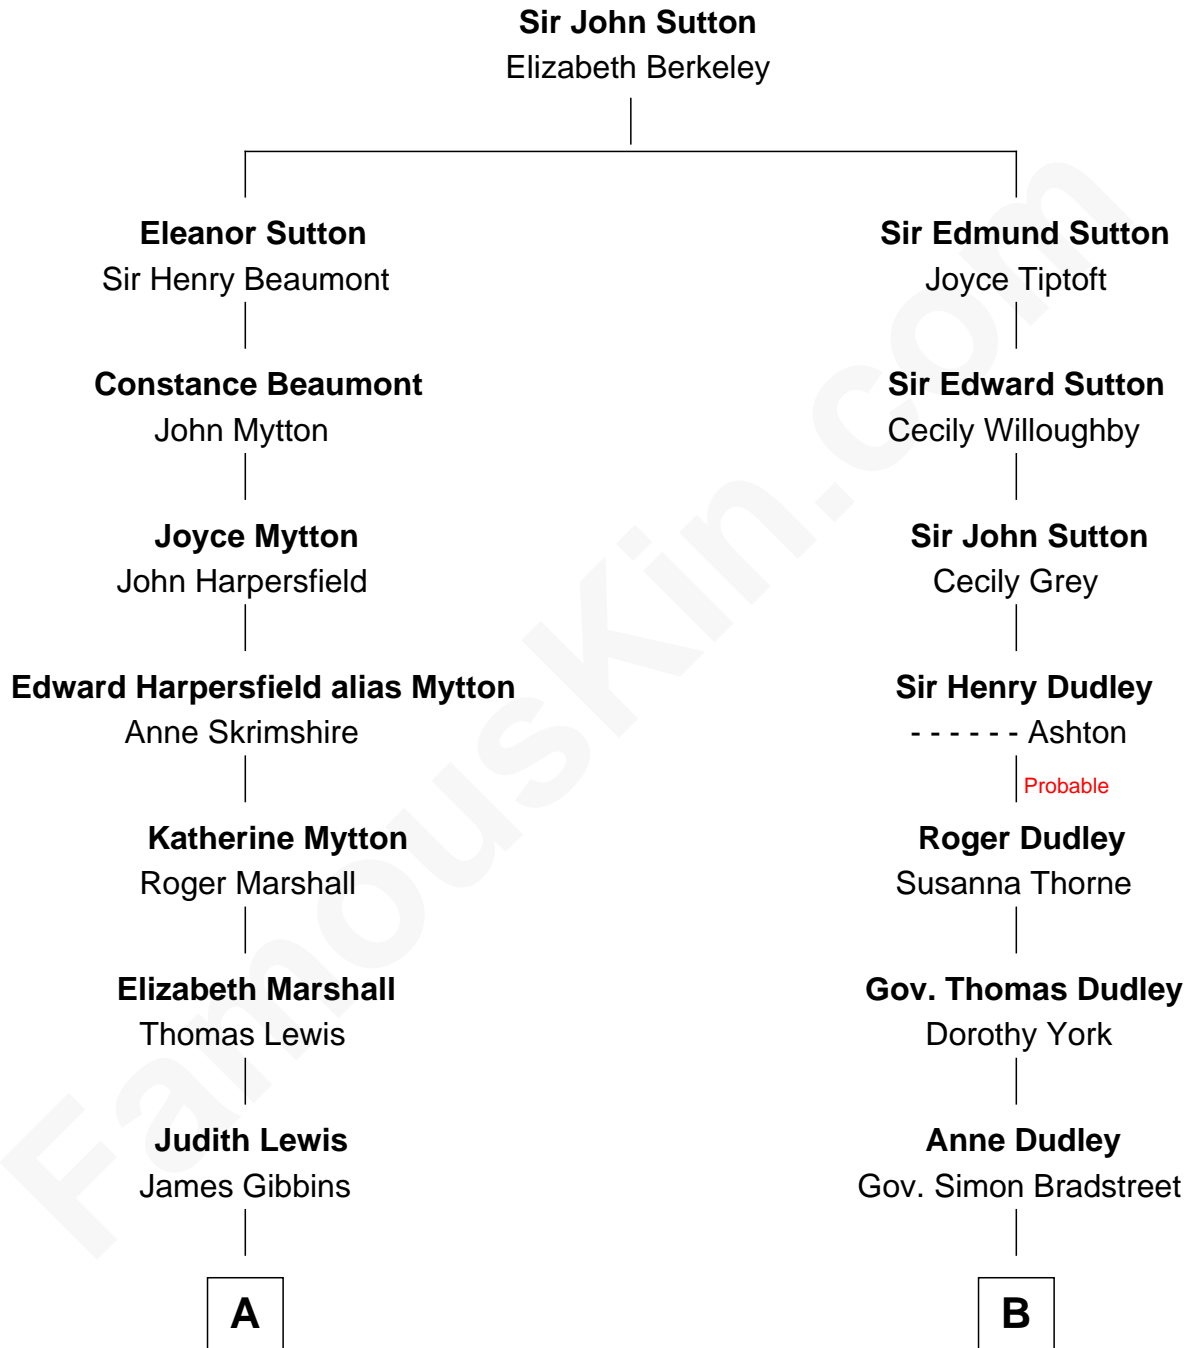 Sir John Sutton
Elizabeth Berkeley
Eleanor Sutton
Sir Henry Beaumont
Sir Edmund Sutton
Joyce Tiptoft
Constance Beaumont
John Mytton
Sir Edward Sutton
Cecily Willoughby
Joyce Mytton
John Harpersfield
Sir John Sutton
Cecily Grey
Edward Harpersfield alias Mytton
Anne Skrimshire
Sir Henry Dudley
- - - - - - Ashton
Probable
Katherine Mytton
Roger Marshall
Roger Dudley
Susanna Thorne
Elizabeth Marshall
Thomas Lewis
Gov. Thomas Dudley
Dorothy York
Judith Lewis
James Gibbins
Anne Dudley
Gov. Simon Bradstreet
A
B
FamousKin.com